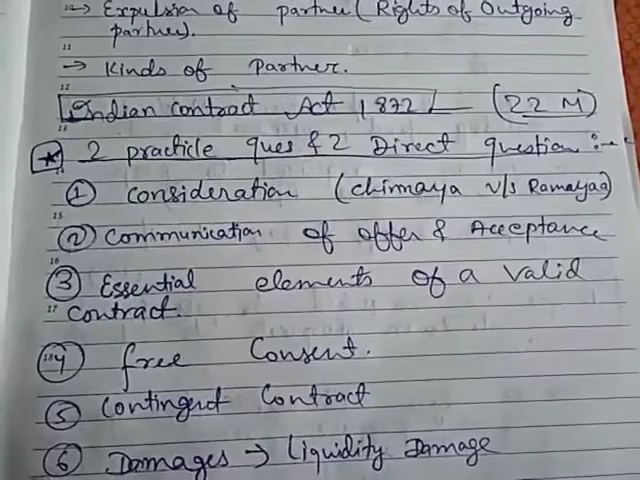 → Expulsion of partner (Rights of Outgoing
partner).
→ Kinds of Partner.
Indian Contract Act 1872 (22 M)
★ 2 practicle ques & 2 Direct question :-
① consideration (chinmaya v/s Ramayaa)
② communication of offer & Acceptance
③ Essential elements of a valid
contract.
④ free Consent.
⑤ Contingent Contract
⑥ Damages → Liquidity Damage